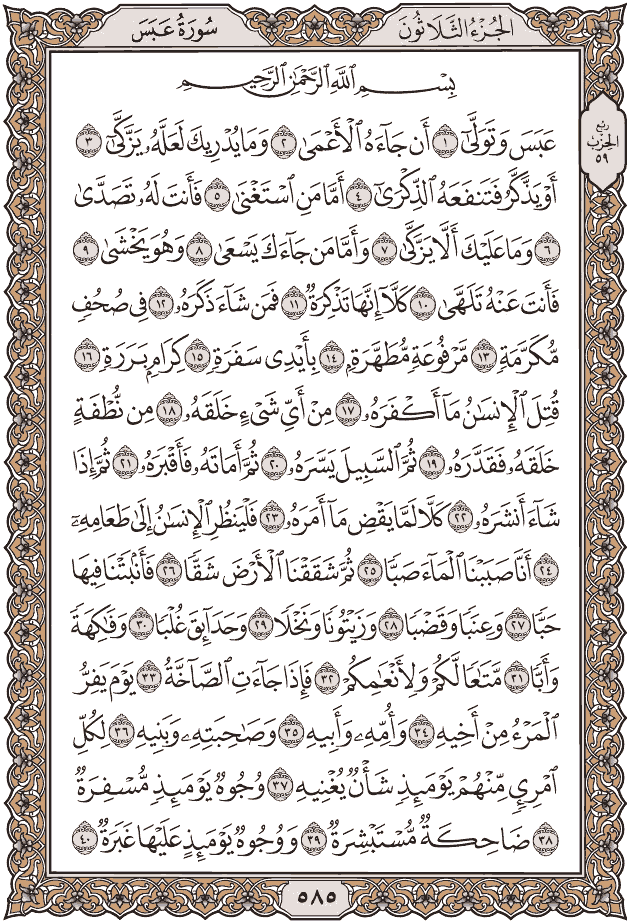 سُورَةُ عَبَسَ
الجُزْءُ الثَّلَاثُونَ
ربع
الحزب
٥٩
بِسْمِ ٱللَّهِ ٱلرَّحْمَٰنِ ٱلرَّحِيمِ
عَبَسَ وَتَوَلَّىٰٓ ١ أَن جَآءَهُ ٱلْأَعْمَىٰ ٢ وَمَا يُدْرِيكَ لَعَلَّهُۥ يَزَّكَّىٰٓ ٣
أَوْ يَذَّكَّرُ فَتَنفَعَهُ ٱلذِّكْرَىٰٓ ٤ أَمَّا مَنِ ٱسْتَغْنَىٰ ٥ فَأَنتَ لَهُۥ تَصَدَّىٰ
٦ وَمَا عَلَيْكَ أَلَّا يَزَّكَّىٰ ٧ وَأَمَّا مَن جَآءَكَ يَسْعَىٰ ٨ وَهُوَ يَخْشَىٰ ٩
فَأَنتَ عَنْهُ تَلَهَّىٰ ١٠ كَلَّآ إِنَّهَا تَذْكِرَةٌ ١١ فَمَن شَآءَ ذَكَرَهُۥ ١٢ فِى صُحُفٍ
مُّكَرَّمَةٍ ١٣ مَّرْفُوعَةٍ مُّطَهَّرَةٍۭ ١٤ بِأَيْدِى سَفَرَةٍ ١٥ كِرَامٍۭ بَرَرَةٍ ١٦
قُتِلَ ٱلْإِنسَٰنُ مَآ أَكْفَرَهُۥ ١٧ مِنْ أَىِّ شَىْءٍ خَلَقَهُۥ ١٨ مِن نُّطْفَةٍ
خَلَقَهُۥ فَقَدَّرَهُۥ ١٩ ثُمَّ ٱلسَّبِيلَ يَسَّرَهُۥ ٢٠ ثُمَّ أَمَاتَهُۥ فَأَقْبَرَهُۥ ٢١ ثُمَّ إِذَا
شَآءَ أَنشَرَهُۥ ٢٢ كَلَّا لَمَّا يَقْضِ مَآ أَمَرَهُۥ ٢٣ فَلْيَنظُرِ ٱلْإِنسَٰنُ إِلَىٰ طَعَامِهِۦٓ
٢٤ أَنَّا صَبَبْنَا ٱلْمَآءَ صَبًّا ٢٥ ثُمَّ شَقَقْنَا ٱلْأَرْضَ شَقًّا ٢٦ فَأَنۢبَتْنَا فِيهَا
حَبًّا ٢٧ وَعِنَبًا وَقَضْبًا ٢٨ وَزَيْتُونًا وَنَخْلًا ٢٩ وَحَدَآئِقَ غُلْبًا ٣٠ وَفَٰكِهَةً
وَأَبًّا ٣١ مَّتَٰعًا لَّكُمْ وَلِأَنْعَٰمِكُمْ ٣٢ فَإِذَا جَآءَتِ ٱلصَّآخَّةُ ٣٣ يَوْمَ يَفِرُّ
ٱلْمَرْءُ مِنْ أَخِيهِ ٣٤ وَأُمِّهِۦ وَأَبِيهِ ٣٥ وَصَٰحِبَتِهِۦ وَبَنِيهِ ٣٦ لِكُلِّ
ٱمْرِئٍ مِّنْهُمْ يَوْمَئِذٍ شَأْنٌ يُغْنِيهِ ٣٧ وُجُوهٌ يَوْمَئِذٍ مُّسْفِرَةٌ
٣٨ ضَاحِكَةٌ مُّسْتَبْشِرَةٌ ٣٩ وَوُجُوهٌ يَوْمَئِذٍ عَلَيْهَا غَبَرَةٌ ٤٠
٥٨٥